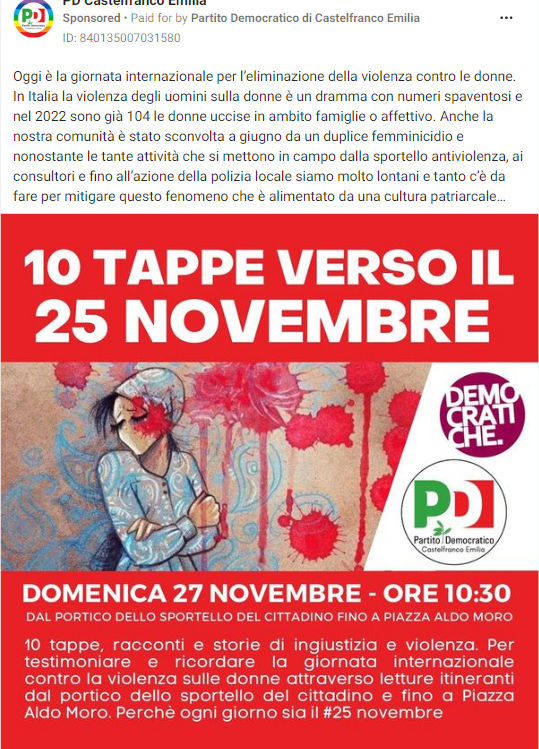 PD Castelfranco Emilia
Sponsored • Paid for by Partito Democratico di Castelfranco Emilia
ID: 840135007031580
Oggi è la giornata internazionale per l'eliminazione della violenza contro le donne.
In Italia la violenza degli uomini sulla donne è un dramma con numeri spaventosi e
nel 2022 sono già 104 le donne uccise in ambito famiglie o affettivo. Anche la
nostra comunità è stato sconvolta a giugno da un duplice femminicidio e
nonostante le tante attività che si mettono in campo dalla sportello antiviolenza, ai
consultori e fino all'azione della polizia locale siamo molto lontani e tanto c'è da
fare per mitigare questo fenomeno che è alimentato da una cultura patriarcale...
10 TAPPE VERSO IL
25 NOVEMBRE
DEMO
CRATI
CHE.
PD
Partito Democratico
Castelfranco Emilia
DOMENICA 27 NOVEMBRE - ORE 10:30
DAL PORTICO DELLO SPORTELLO DEL CITTADINO FINO A PIAZZA ALDO MORO
10 tappe, racconti e storie di ingiustizia e violenza. Per
testimoniare e ricordare la giornata internazionale
contro la violenza sulle donne attraverso letture itineranti
dal portico dello sportello del cittadino e fino a Piazza
Aldo Moro. Perchè ogni giorno sia il #25 novembre